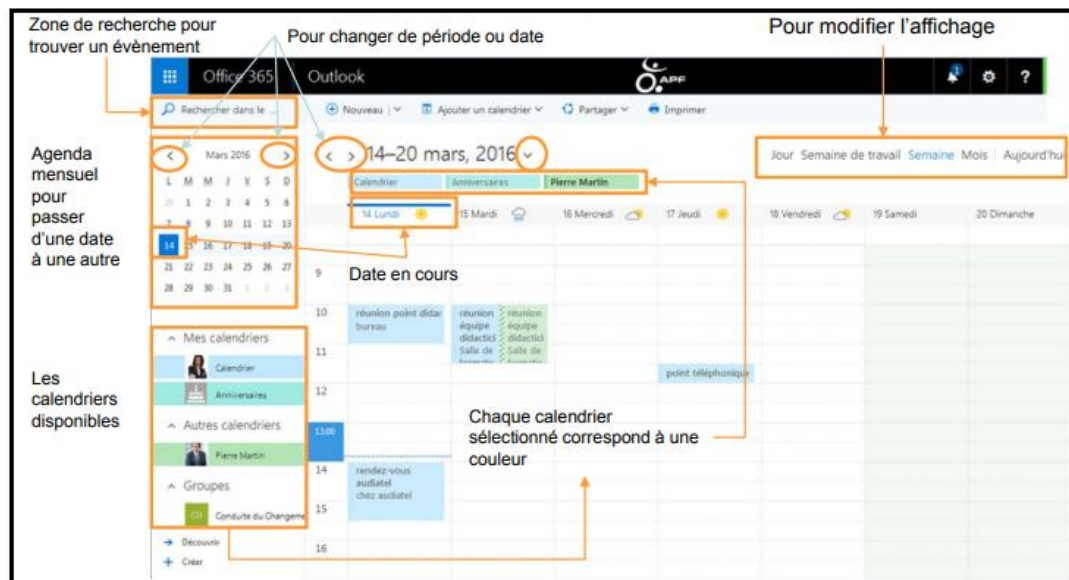 Zone de recherche pour
trouver un évènement
Pour changer de période ou date
Pour modifier l'affichage
Office 365
Outlook
APF
1
?
Rechercher dans le ...
Nouveau
Ajouter un calendrier
Partager
Imprimer
Agenda
mensuel
pour
passer
d'une date
à une autre
Mars 2016
L M M J V S D
29 1 2 3 4 5 6
7 8 9 10 11 12 13
14 15 16 17 18 19 20
21 22 23 24 25 26 27
28 29 30 31 1 2 3
14–20 mars, 2016
Jour Semaine de travail Semaine Mois Aujourd'hui
Calendrier
Anniversaires
Pierre Martin
14 Lundi
15 Mardi
16 Mercredi
17 Jeudi
18 Vendredi
19 Samedi
20 Dimanche
Date en cours
9
10
11
12
13:00
14
15
16
réunion point didac
bureau
réunion
équipe
didactici
Salle de
réunion
équipe
didactici
Salle de
point téléphonique
rendez-vous
audiatel
chez audiatel
Chaque calendrier
sélectionné correspond à une
couleur
Les
calendriers
disponibles
Mes calendriers
Calendrier
Anniversaires
Autres calendriers
Pierre Martin
Groupes
Conduite du Changeme
Découvrir
Créer